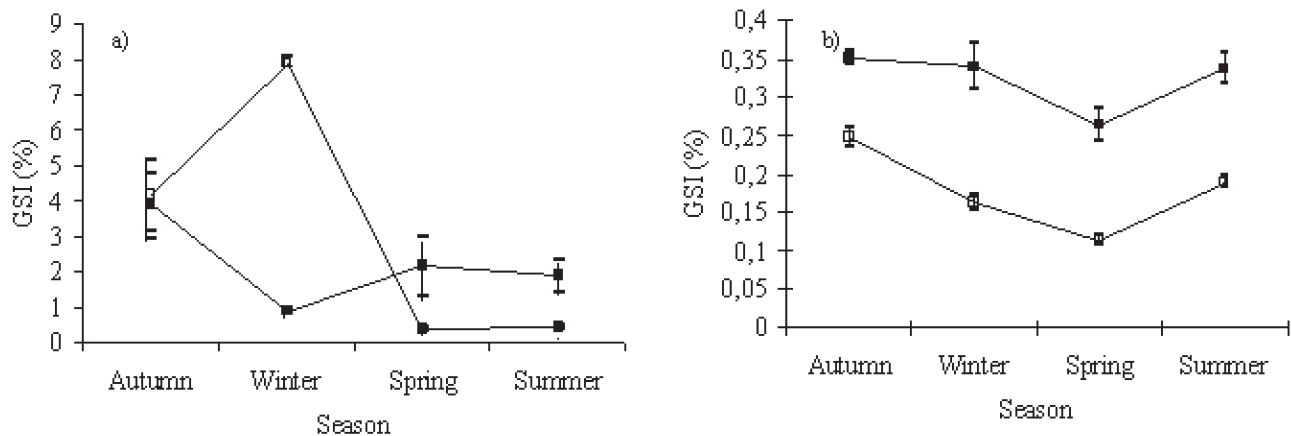 a)
GSI (%)
9
8
7
6
5
4
3
2
1
0
Autumn Winter Spring Summer
Season
b)
GSI (%)
0,4
0,35
0,3
0,25
0,2
0,15
0,1
0,05
0
Autumn Winter Spring Summer
Season